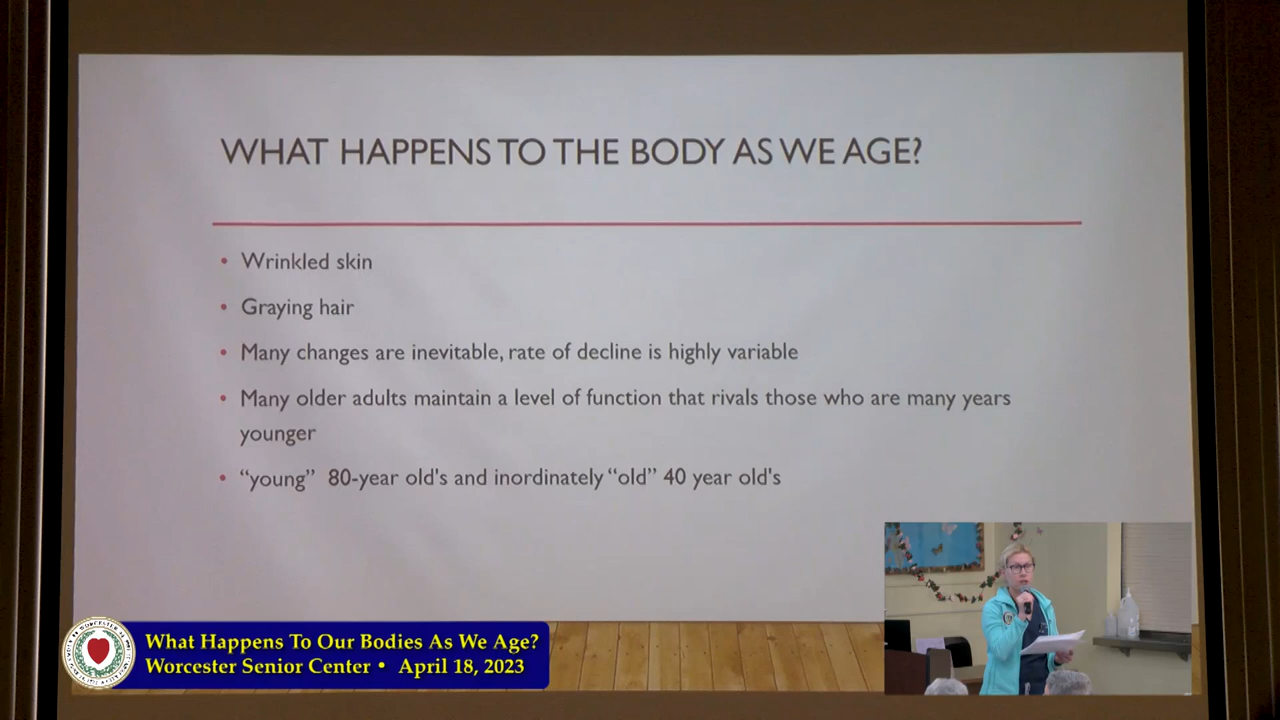 WHAT HAPPENS TO THE BODY AS WE AGE?
• Wrinkled skin
• Graying hair
• Many changes are inevitable, rate of decline is highly variable
• Many older adults maintain a level of function that rivals those who are many years
younger
• “young” 80-year old's and inordinately “old” 40 year old's
What Happens To Our Bodies As We Age?
Worcester Senior Center • April 18, 2023